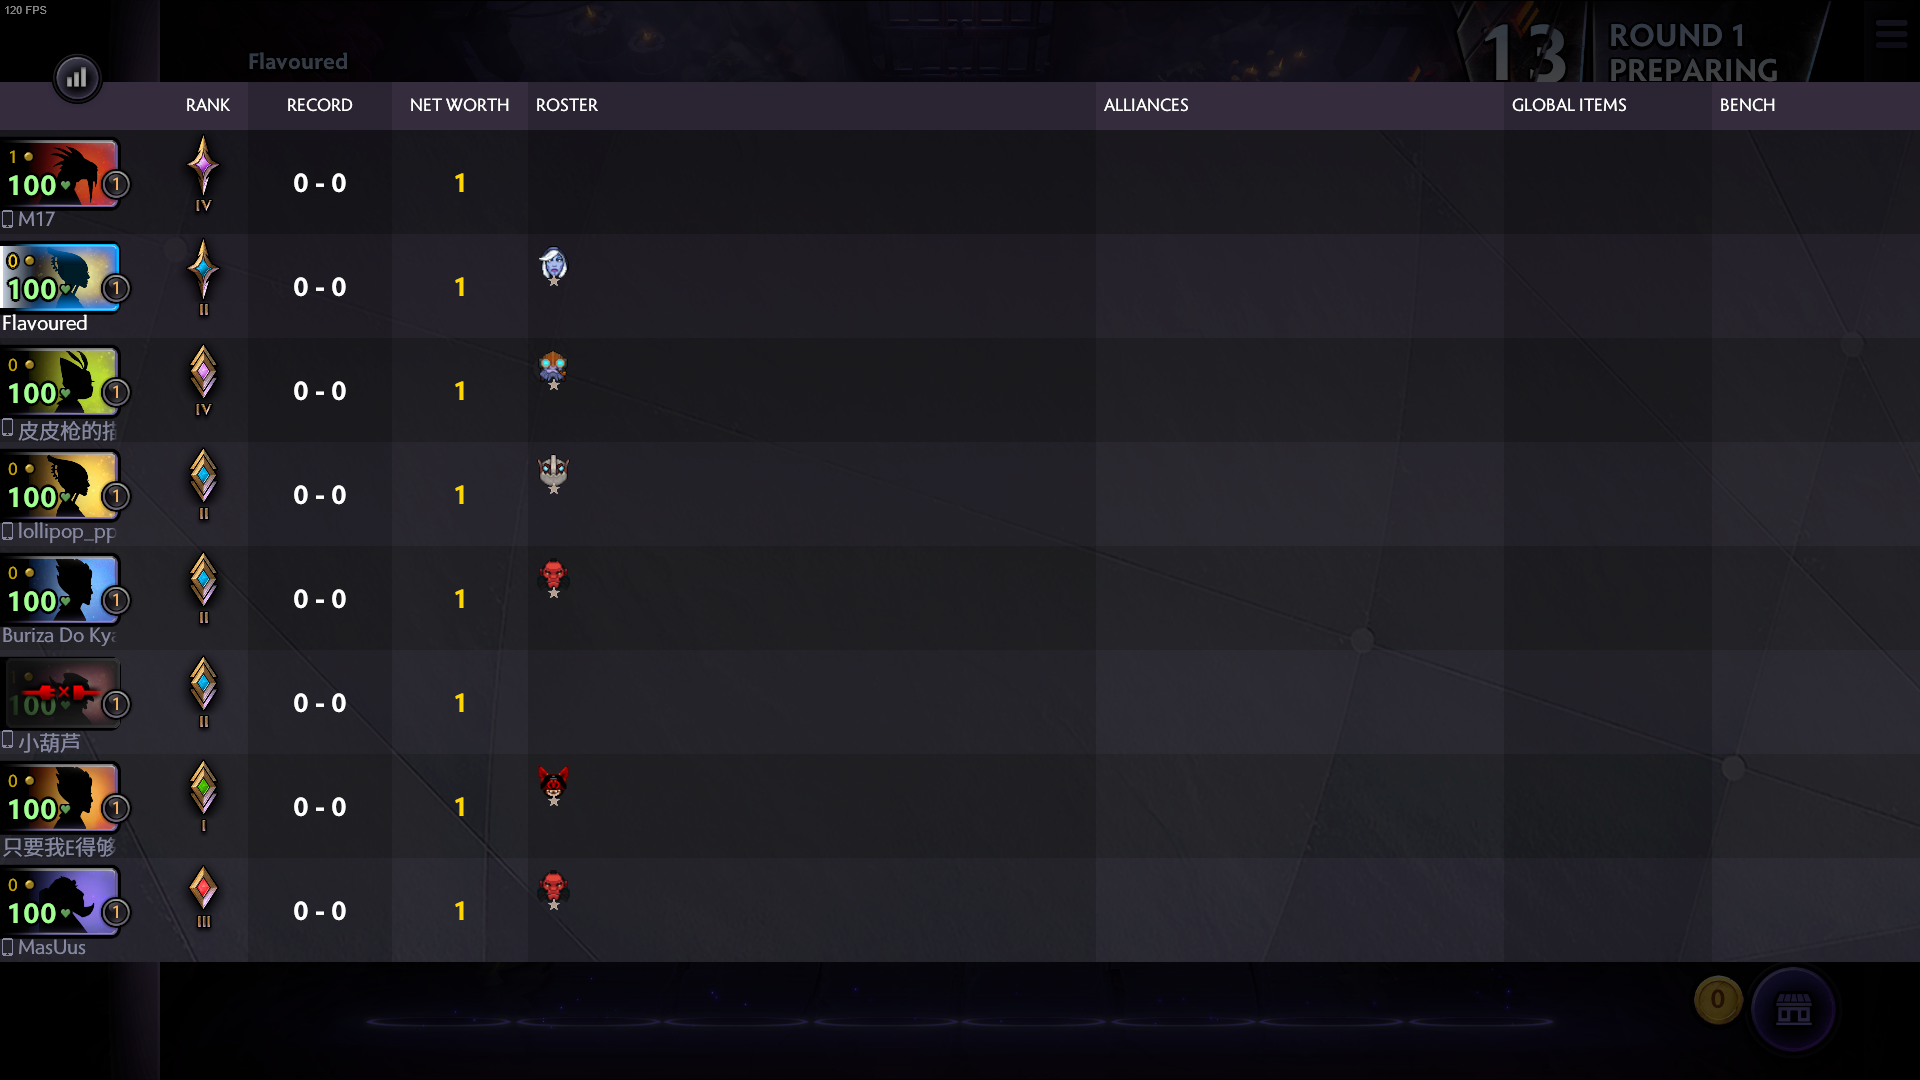 120 FPS
Flavoured
13
ROUND 1
PREPARING
RANK RECORD NET WORTH ROSTER ALLIANCES GLOBAL ITEMS BENCH
1
100 1
IV
0 - 0 1
M17
0
100 1
II
0 - 0 1
Flavoured
0
100 1
IV
0 - 0 1
皮皮枪的
0
100 1
II
0 - 0 1
lollipop_pp
0
100 1
II
0 - 0 1
Buriza Do Ky
1
100 1
II
0 - 0 1
小葫芦
0
100 1
I
0 - 0 1
只要我E得够
0
100 1
III
0 - 0 1
MasUus
0